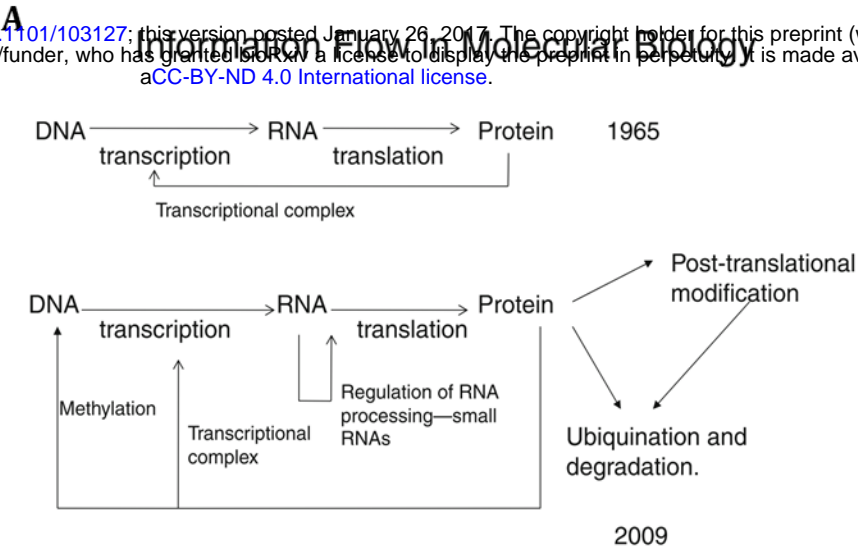 A
1101/103127; this version posted January 26, 2017. The copyright holder for this preprint (
Information Flow in Molecular Biology
/funder, who has granted bioRxiv a license to display the preprint in perpetuity. It is made av
aCC-BY-ND 4.0 International license.
DNA RNA Protein 1965
transcription translation
Transcriptional complex
Post-translational
modification
DNA RNA Protein
transcription translation
Methylation
Regulation of RNA
processing—small
RNAs
Transcriptional
complex
Ubiquination and
degradation.
2009